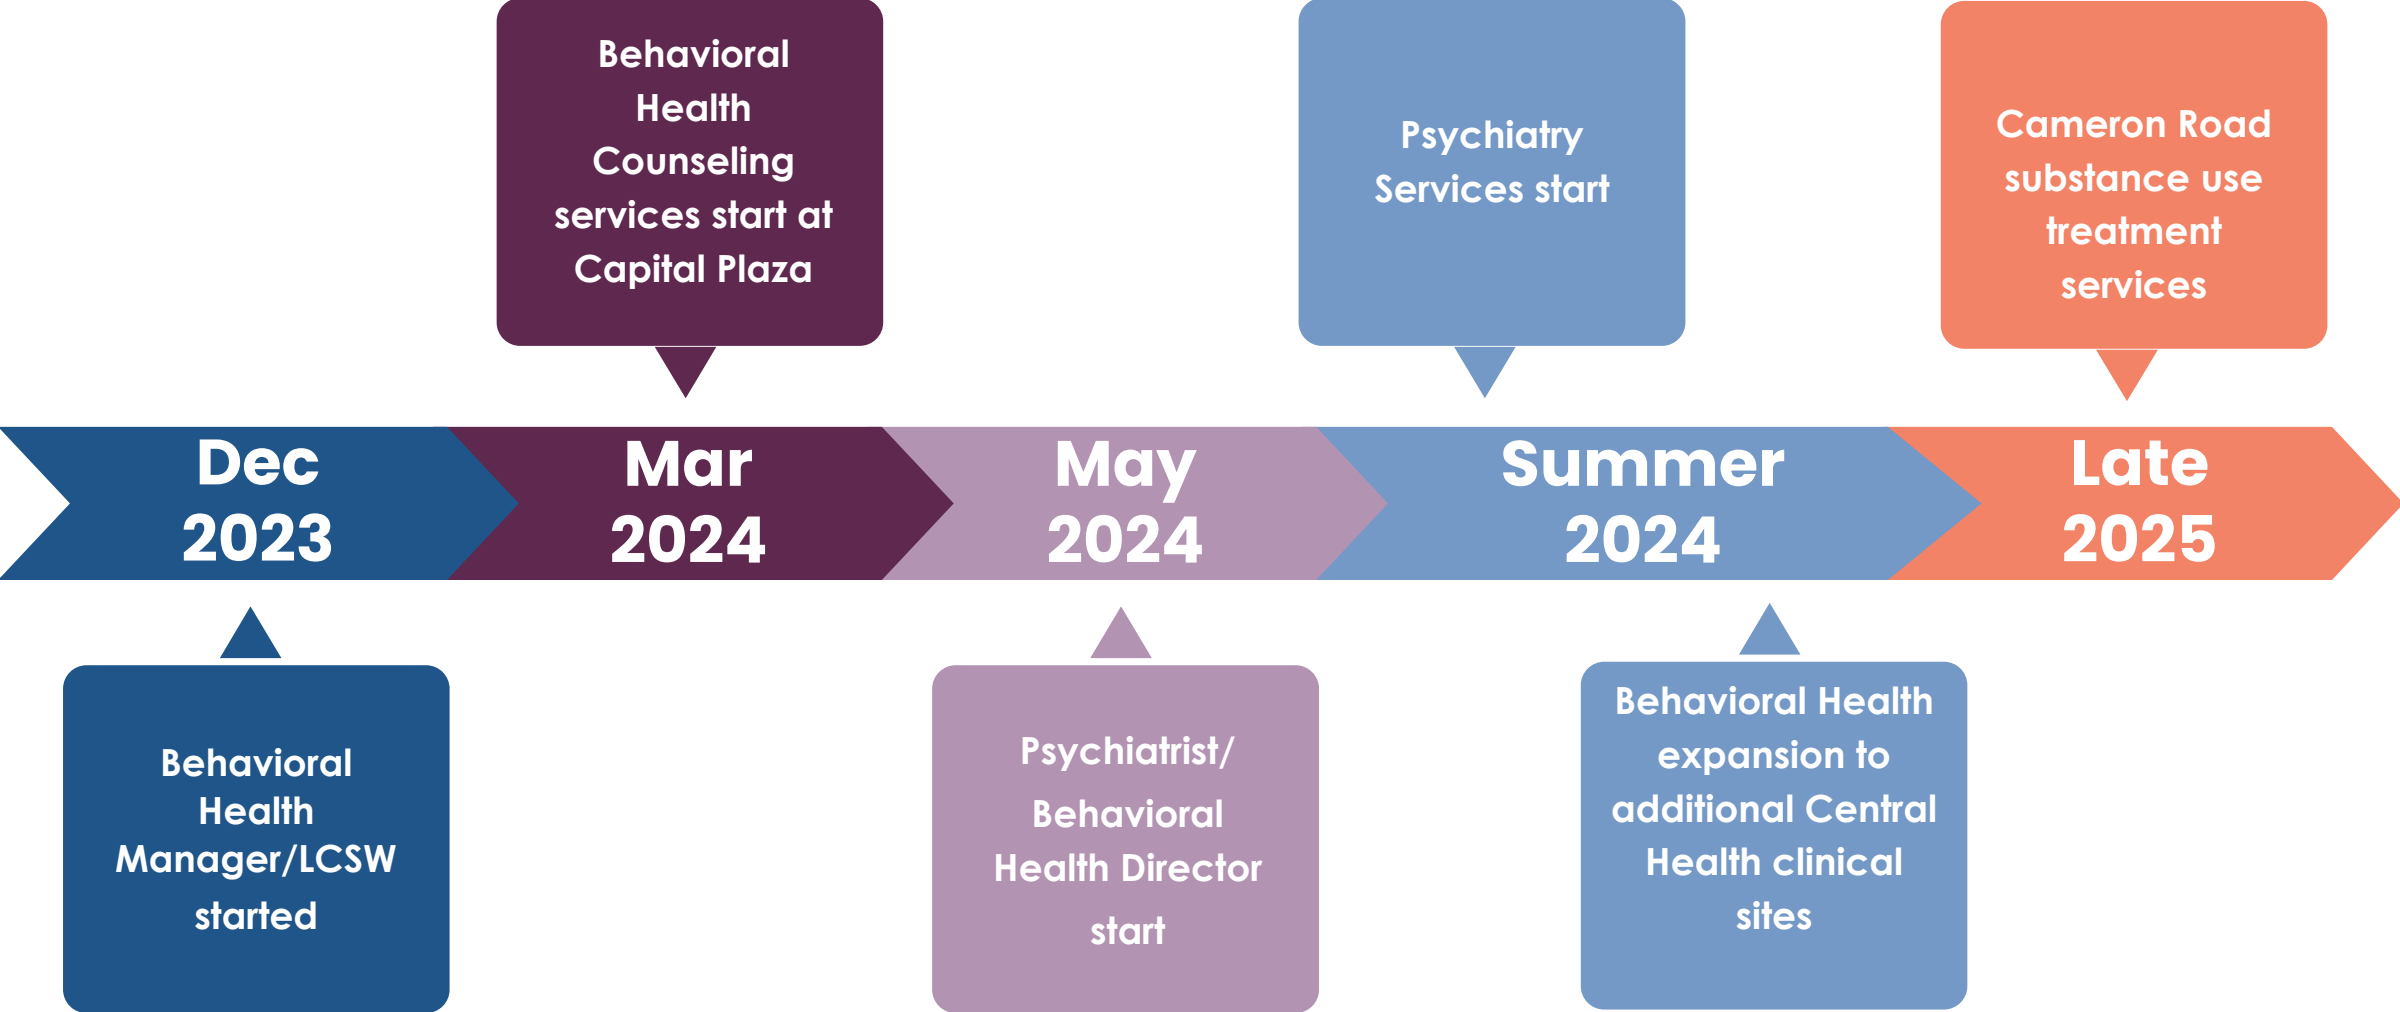 Behavioral
Health
Counseling
services start at
Capital Plaza
Psychiatry
Services start
Cameron Road
substance use
treatment
services
Dec
2023
Mar
2024
May
2024
Summer
2024
Late
2025
Behavioral
Health
Manager/LCSW
started
Psychiatrist/
Behavioral
Health Director
start
Behavioral Health
expansion to
additional Central
Health clinical
sites